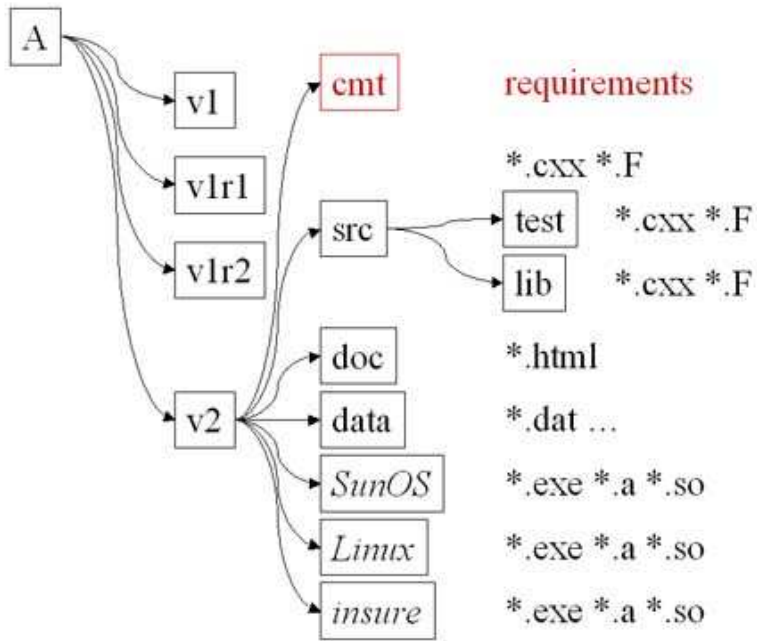 A
cmt requirements
v1
*.cxx *.F
v1r1
src test *.cxx *.F
v1r2
lib *.cxx *.F
doc *.html
v2 data *.dat ...
SunOS *.exe *.a *.so
Linux *.exe *.a *.so
insure *.exe *.a *.so